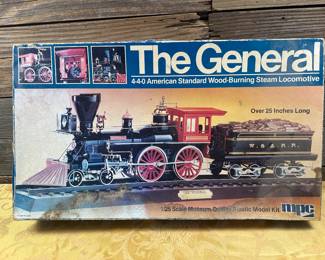 The General
4-4-0 American Standard Wood-Burning Steam Locomotive
Over 25 Inches Long
W. & A. R. R.
1/25 Scale Museum Quality Plastic Model Kit
mpc